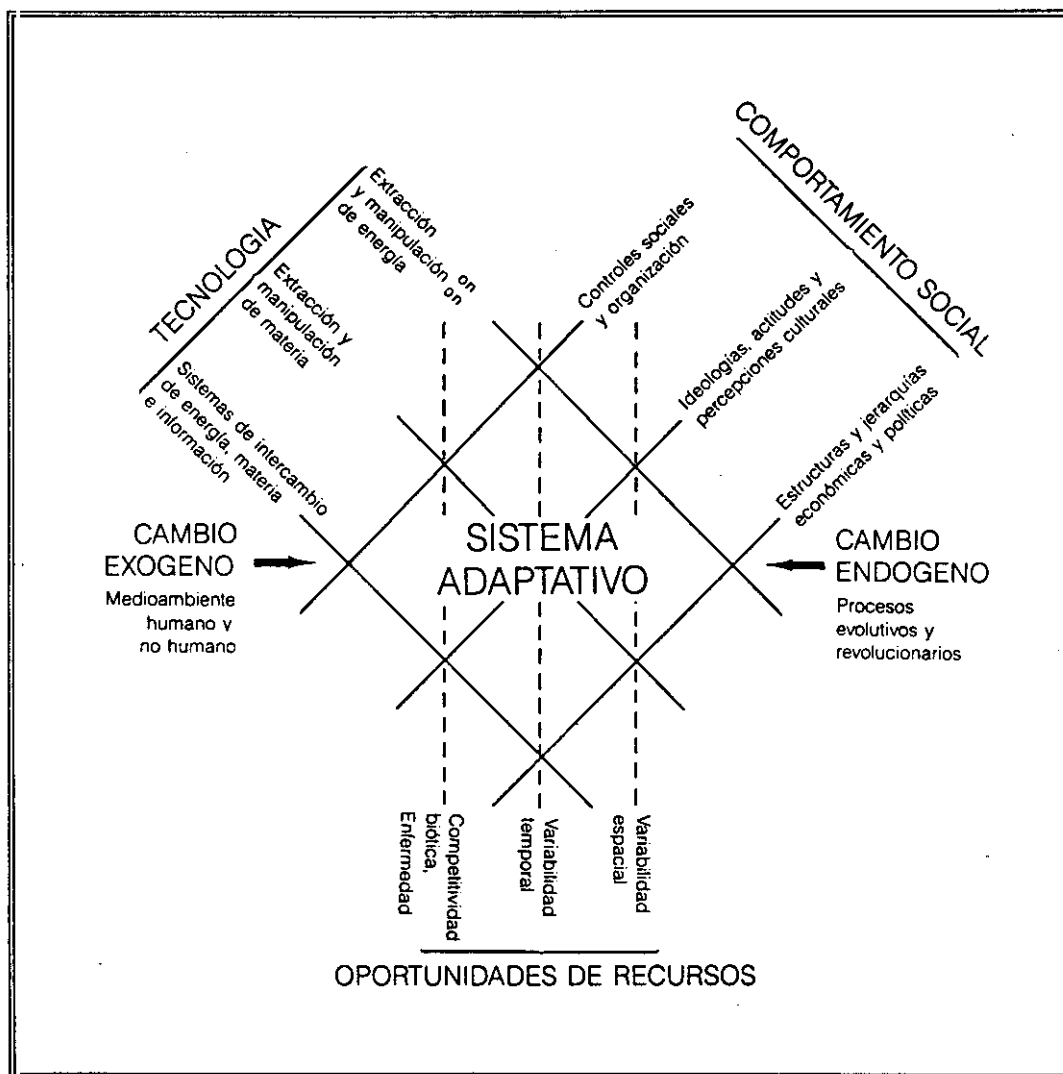 TECNOLOGIA
Extracción
y manipulación on
de energía on
Extracción y
manipulación
de materia
Sistemas de intercambio
de energía, materia
e información
COMPORTAMIENTO SOCIAL
Controles sociales
y organización
Ideologías, actitudes y
percepciones culturales
Estructuras y jerarquías
económicas y políticas
CAMBIO
EXOGENO
Medioambiente
humano y
no humano
SISTEMA
ADAPTATIVO
CAMBIO
ENDOGENO
Procesos
evolutivos y
revolucionarios
Competitividad
biótica,
Enfermedad
Variabilidad
temporal
Variabilidad
espacial
OPORTUNIDADES DE RECURSOS